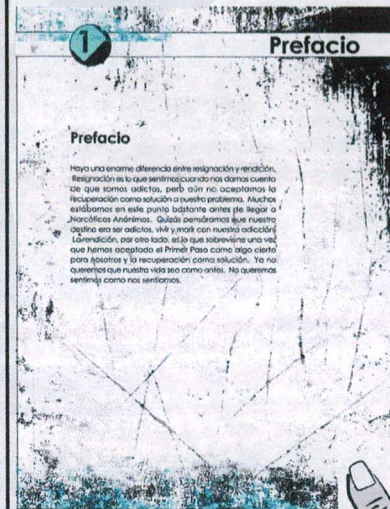 1
Prefacio
Prefacio
Haya una enorme diferencia entre resignación y rendición.
Resignación es lo que sentimos cuando nos damos cuenta
de que somos adictos, pero aún no aceptamos la
recuperación como solución a nuestro problema. Muchos
estábamos en este punto bastante antes de llegar a
Narcóticos Anónimos. Quizás pensáramos que nuestro
destino era ser adictos, vivir y morir con nuestra adicción.
La rendición, por otro lado, es lo que sobreviene una vez
que hemos aceptado el Primer Paso como algo cierto
para nosotros y la recuperación como solución. Ya no
queremos que nuestra vida sea como antes. No queremos
sentirnos como nos sentíamos.